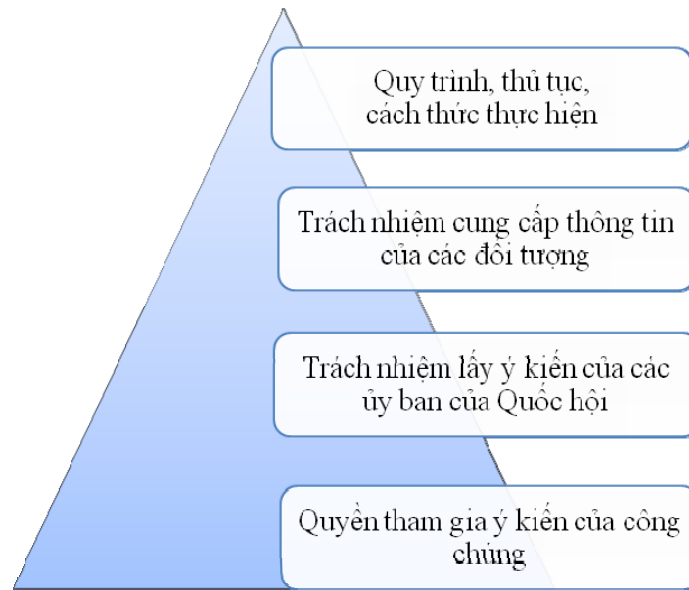 Quy trình, thủ tục,
cách thức thực hiện
Trách nhiệm cung cấp thông tin
của các đối tượng
Trách nhiệm lấy ý kiến của các
ủy ban của Quốc hội
Quyền tham gia ý kiến của công
chúng